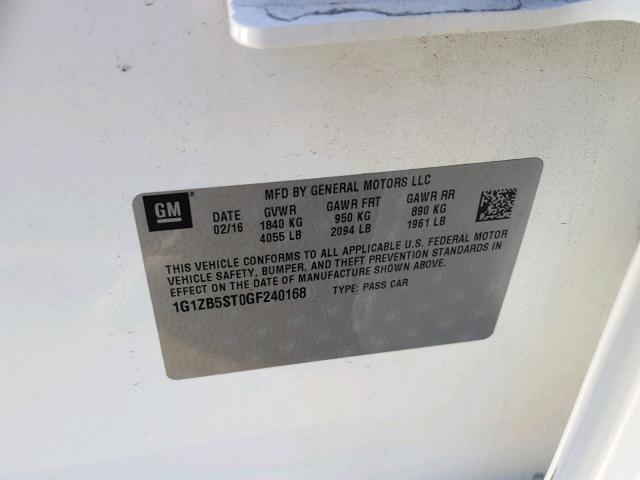 GM
MFD BY GENERAL MOTORS LLC
DATE GVWR GAWR FRT GAWR RR
02/16 1840 KG 950 KG 890 KG
4055 LB 2094 LB 1961 LB
THIS VEHICLE CONFORMS TO ALL APPLICABLE U.S. FEDERAL MOTOR
VEHICLE SAFETY, BUMPER, AND THEFT PREVENTION STANDARDS IN
EFFECT ON THE DATE OF MANUFACTURE SHOWN ABOVE.
1G1ZB5ST0GF240168 TYPE: PASS CAR